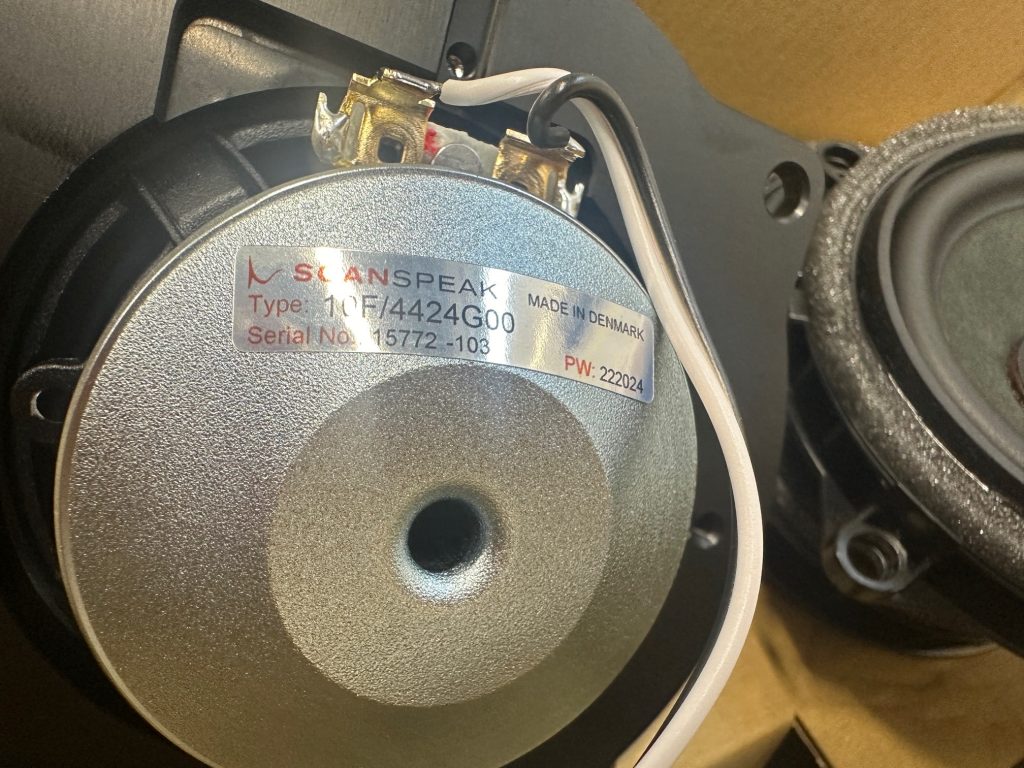 SCANSPEAK
Type: 10F/4424G00
Serial No.: 15772 -103
MADE IN DENMARK
PW: 222024